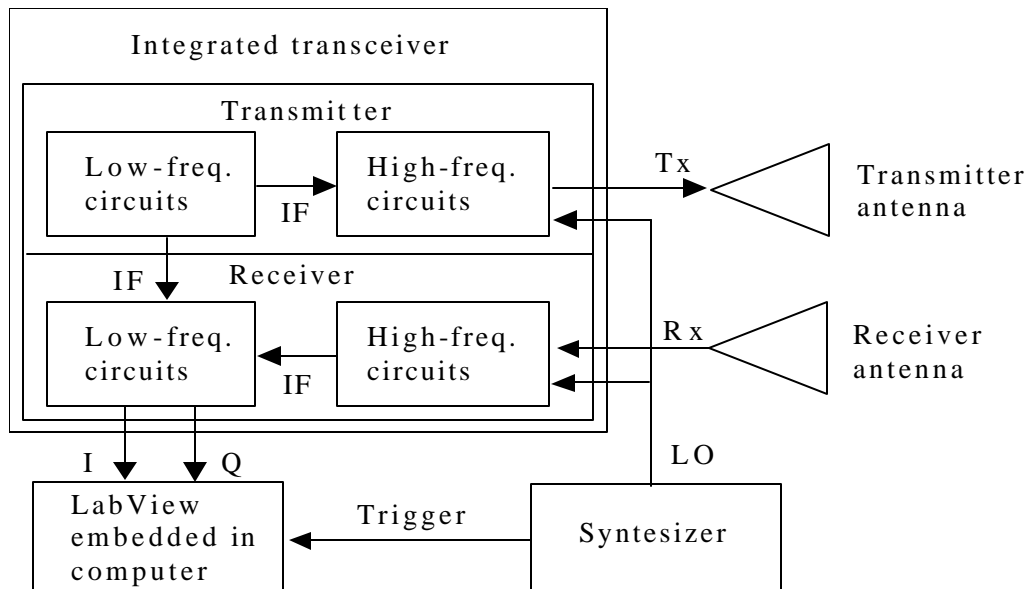 Integrated transceiver
Transmitter
Low-freq.
circuits
IF
High-freq.
circuits
Tx
Transmitter
antenna
IF
Receiver
Low-freq.
circuits
IF
High-freq.
circuits
Rx
Receiver
antenna
I
Q
LO
LabView
embedded in
computer
Trigger
Syntesizer